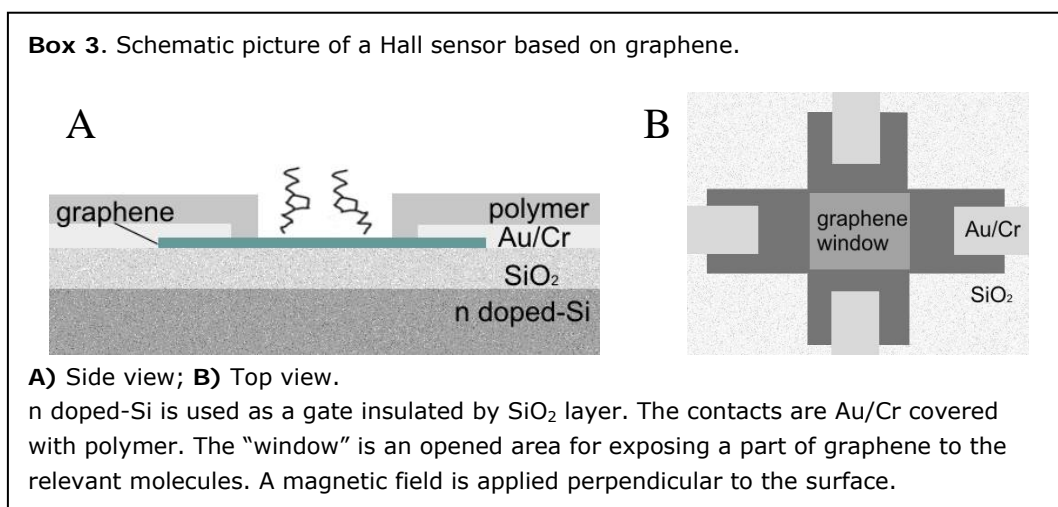 Box 3. Schematic picture of a Hall sensor based on graphene.
A
B
graphene
polymer
Au/Cr
SiO₂
n doped-Si
graphene
window
Au/Cr
SiO₂
A) Side view; B) Top view.
n doped-Si is used as a gate insulated by SiO₂ layer. The contacts are Au/Cr covered
with polymer. The “window” is an opened area for exposing a part of graphene to the
relevant molecules. A magnetic field is applied perpendicular to the surface.